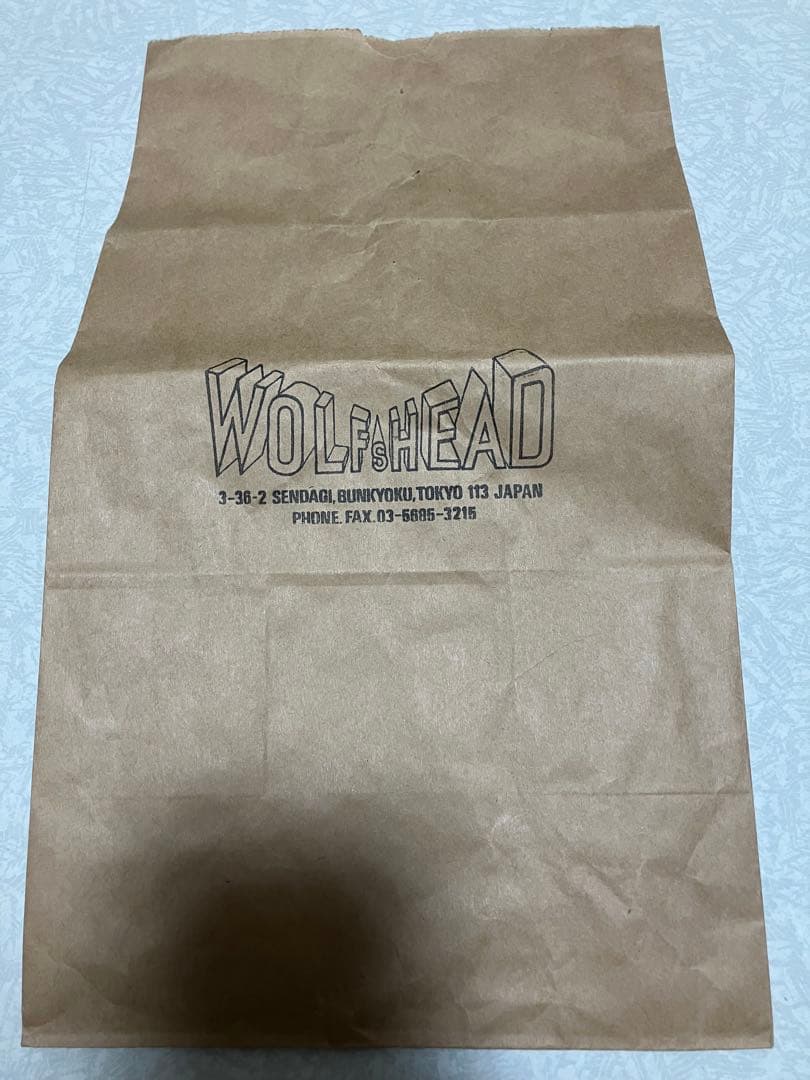 WOLF'S HEAD
3-36-2 SENDAGI, BUNKYOKU, TOKYO 113 JAPAN
PHONE. FAX. 03-5685-3215